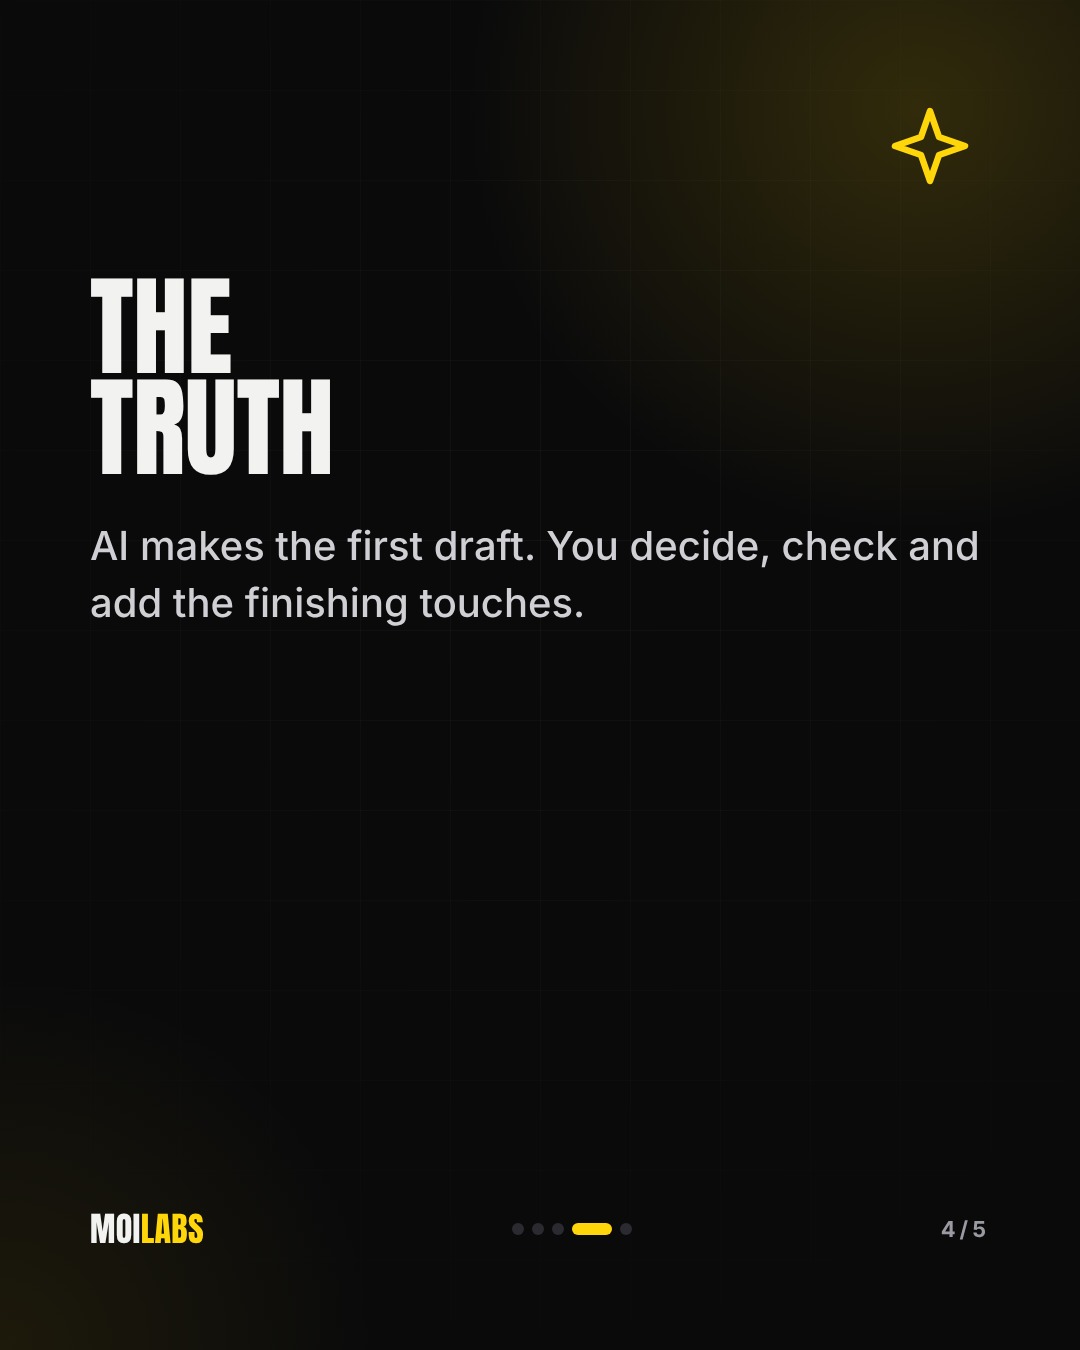 THE
TRUTH
AI makes the first draft. You decide, check and
add the finishing touches.
MOILABS
4/5